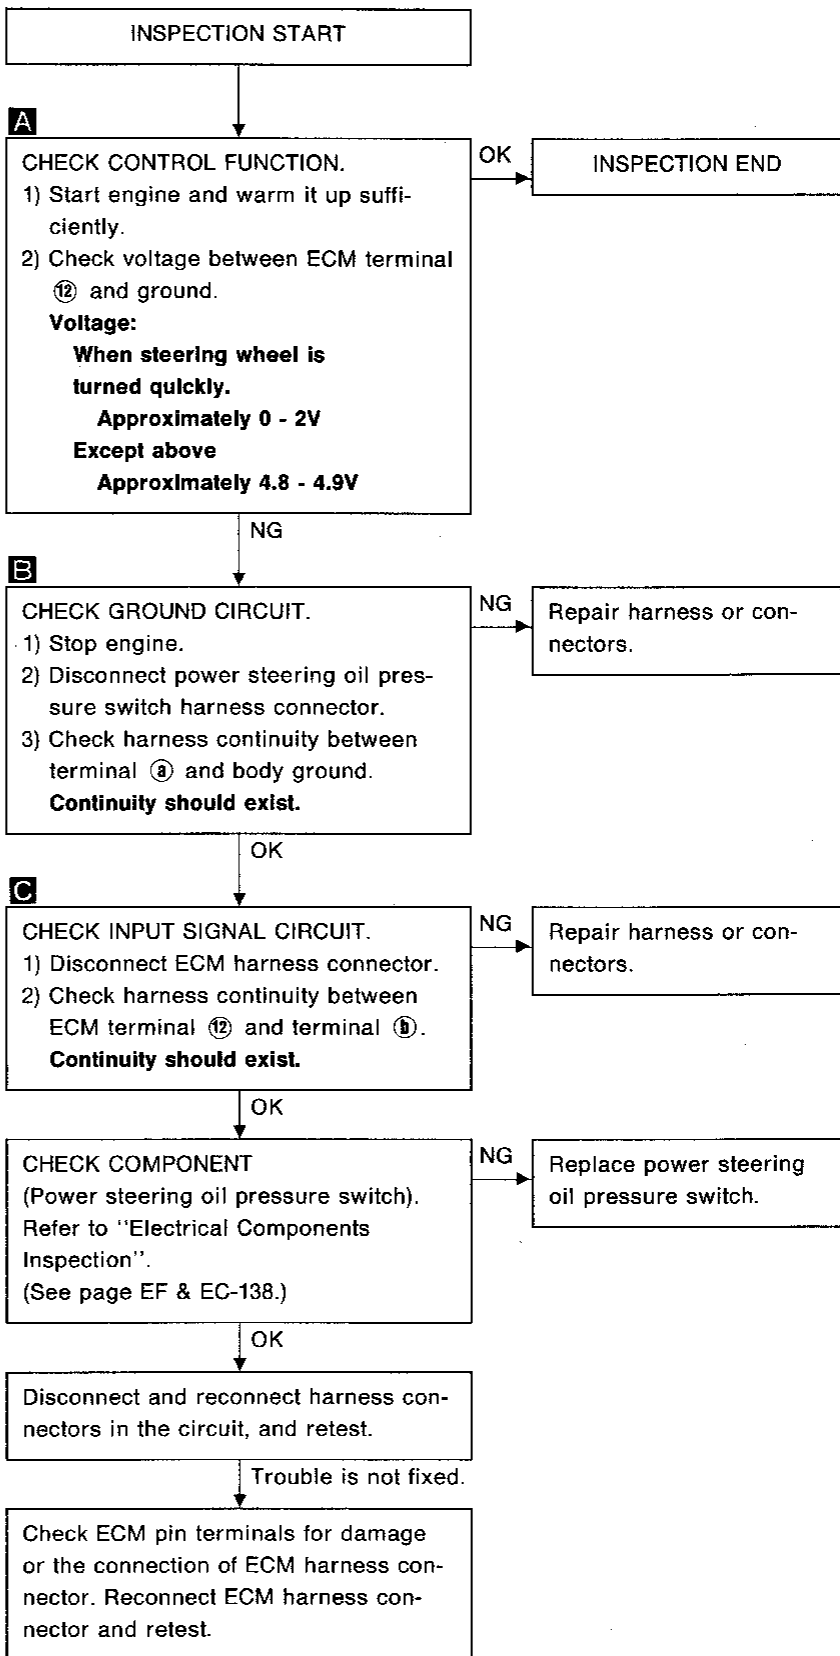 INSPECTION START
A
CHECK CONTROL FUNCTION.
1) Start engine and warm it up suffi-
ciently.
2) Check voltage between ECM terminal
⑫ and ground.
Voltage:
When steering wheel is
turned quickly.
Approximately 0 - 2V
Except above
Approximately 4.8 - 4.9V
OK
INSPECTION END
NG
B
CHECK GROUND CIRCUIT.
1) Stop engine.
2) Disconnect power steering oil pres-
sure switch harness connector.
3) Check harness continuity between
terminal ⓐ and body ground.
Continuity should exist.
NG
Repair harness or con-
nectors.
OK
C
CHECK INPUT SIGNAL CIRCUIT.
1) Disconnect ECM harness connector.
2) Check harness continuity between
ECM terminal ⑫ and terminal ⓑ.
Continuity should exist.
NG
Repair harness or con-
nectors.
OK
CHECK COMPONENT
(Power steering oil pressure switch).
Refer to "Electrical Components
Inspection".
(See page EF & EC-138.)
NG
Replace power steering
oil pressure switch.
OK
Disconnect and reconnect harness con-
nectors in the circuit, and retest.
Trouble is not fixed.
Check ECM pin terminals for damage
or the connection of ECM harness con-
nector. Reconnect ECM harness con-
nector and retest.